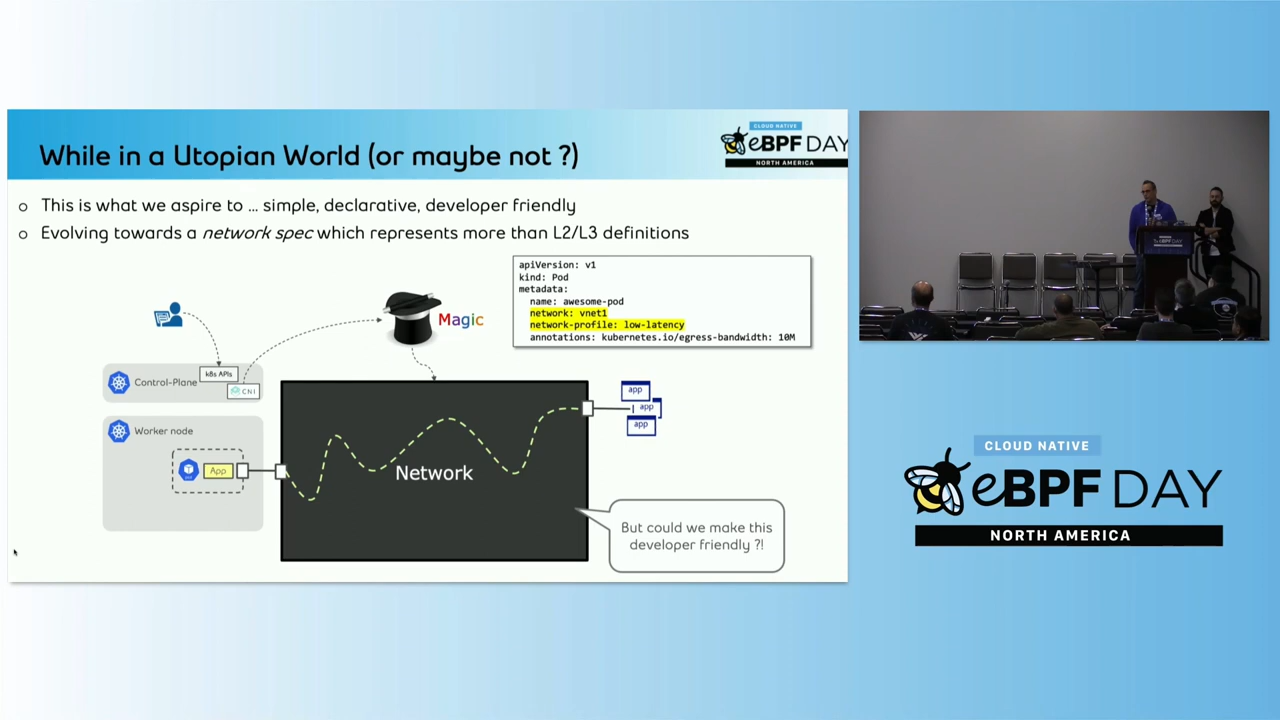 While in a Utopian World (or maybe not ?)
CLOUD NATIVE
eBPF DAY
NORTH AMERICA
This is what we aspire to ... simple, declarative, developer friendly
Evolving towards a network spec which represents more than L2/L3 definitions
apiVersion: v1
kind: Pod
metadata:
name: awesome-pod
network: vnet1
network-profile: low-latency
annotations: kubernetes.io/egress-bandwidth: 10M
Magic
k8s APIs
Control-Plane
CNI
Worker node
App
Network
app
app
app
But could we make this
developer friendly ?!
eBPF DAY
CLOUD NATIVE
eBPF DAY
NORTH AMERICA